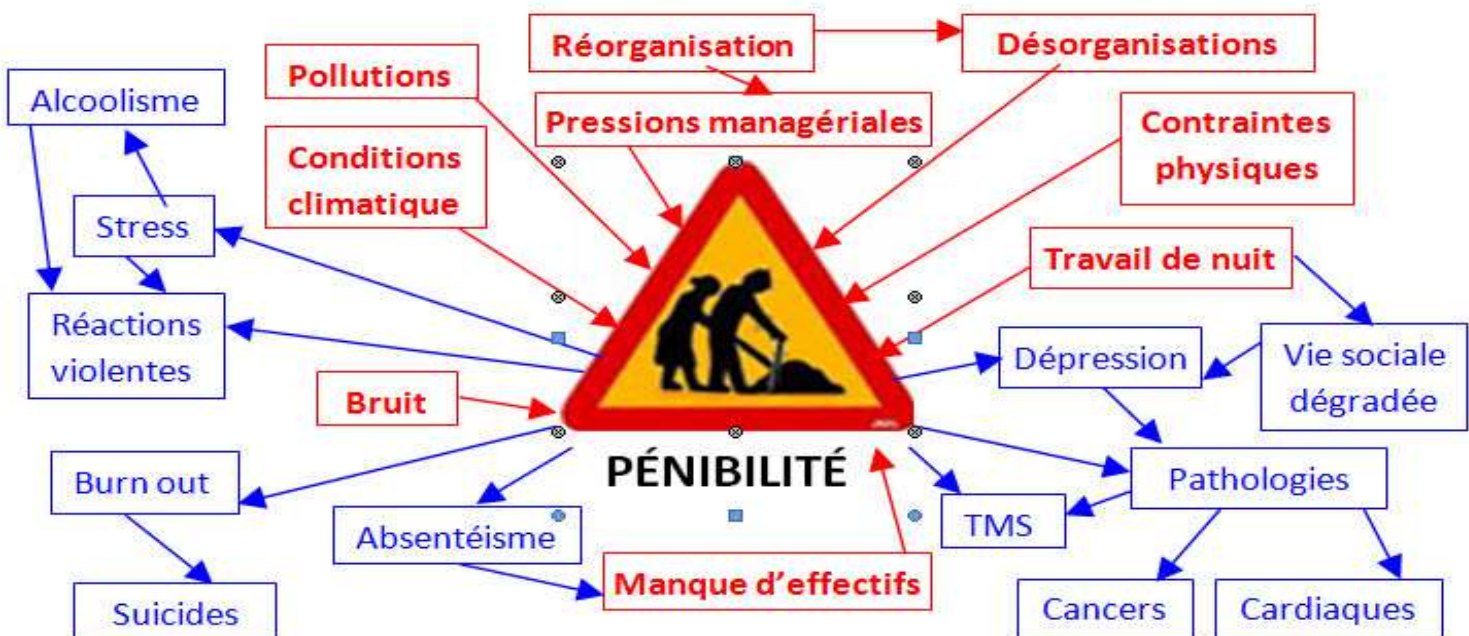 Réorganisation
Désorganisations
Pollutions
Alcoolisme
Pressions managériales
Contraintes
physiques
Conditions
climatique
Stress
Travail de nuit
Réactions
violentes
Dépression
Vie sociale
dégradée
Bruit
PÉNIBILITÉ
Burn out
Pathologies
Absentéisme
TMS
Manque d'effectifs
Suicides
Cancers
Cardiaques